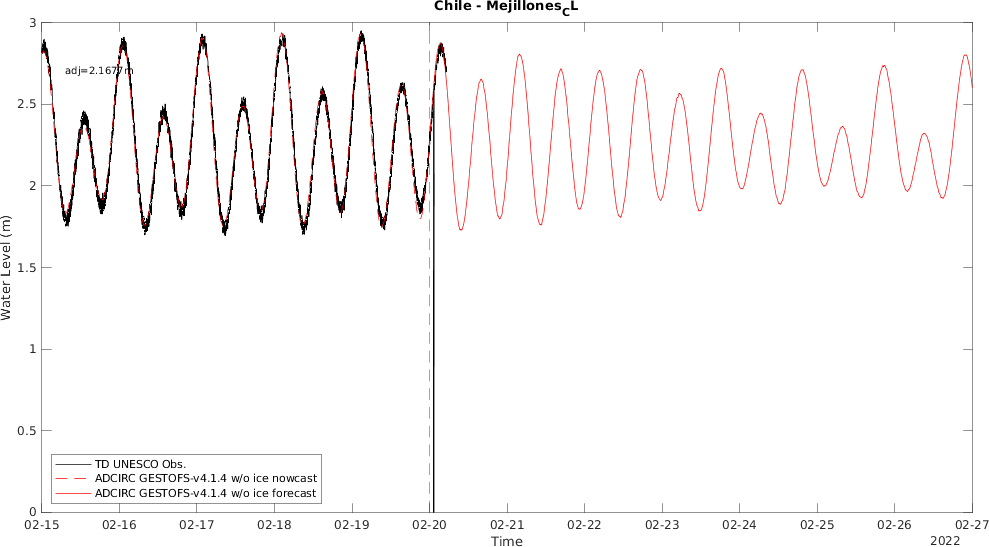 Chile - Mejillones_CL
3
2.5
2
1.5
1
0.5
0
Water Level (m)
adj=2.1677m
TD UNESCO Obs.
ADCIRC GESTOFS-v4.1.4 w/o ice nowcast
ADCIRC GESTOFS-v4.1.4 w/o ice forecast
02-15 02-16 02-17 02-18 02-19 02-20 02-21 02-22 02-23 02-24 02-25 02-26 02-27
Time
2022